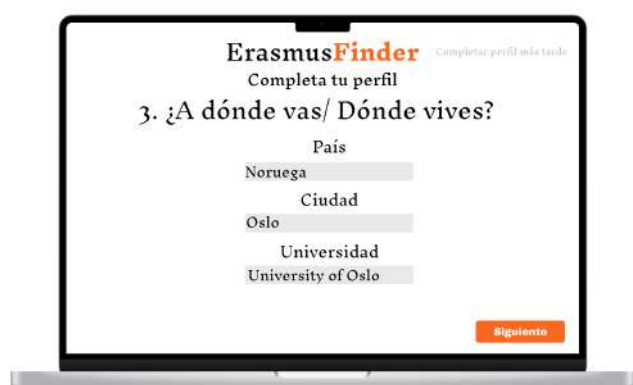 ErasmusFinder
Completar perfil más tarde
Completa tu perfil
3. ¿A dónde vas/ Dónde vives?
País
Noruega
Ciudad
Oslo
Universidad
University of Oslo
Siguiente